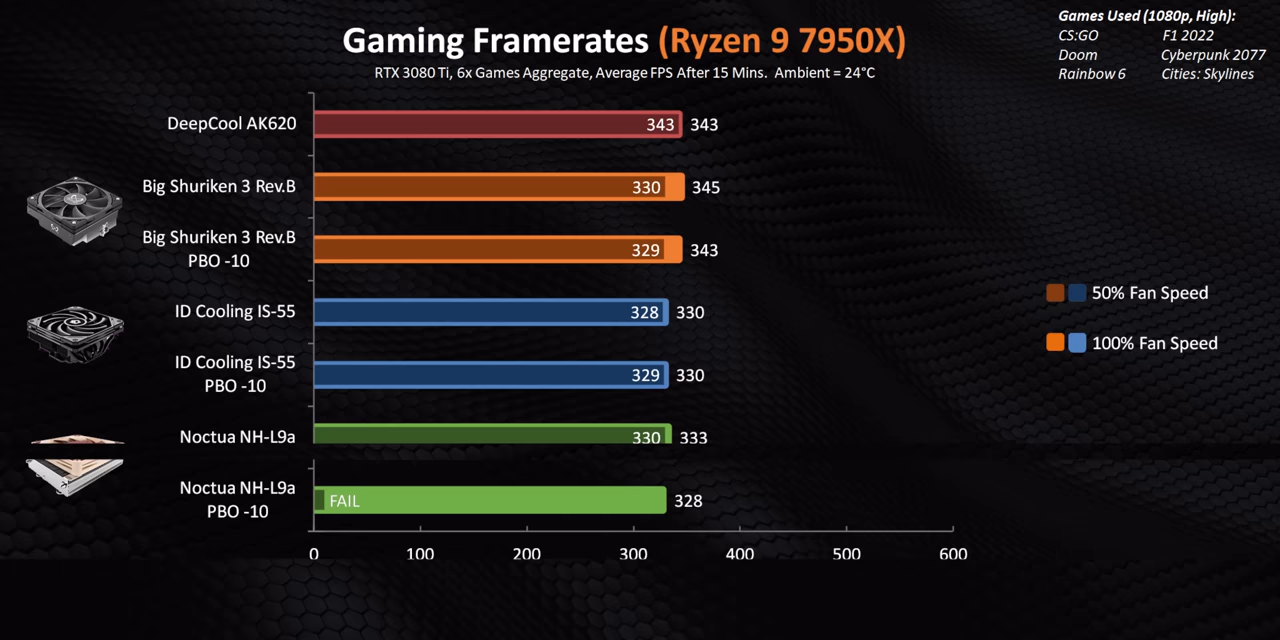 Gaming Framerates (Ryzen 9 7950X)
RTX 3080 Ti, 6x Games Aggregate, Average FPS After 15 Mins. Ambient = 24°C
Games Used (1080p, High):
CS:GO F1 2022
Doom Cyberpunk 2077
Rainbow 6 Cities: Skylines
DeepCool AK620 343 343
Big Shuriken 3 Rev.B 330 345
Big Shuriken 3 Rev.B
PBO -10
329 343
ID Cooling IS-55 328 330
ID Cooling IS-55
PBO -10
329 330
Noctua NH-L9a 330 333
Noctua NH-L9a
PBO -10
FAIL 328
0 100 200 300 400 500 600
50% Fan Speed
100% Fan Speed